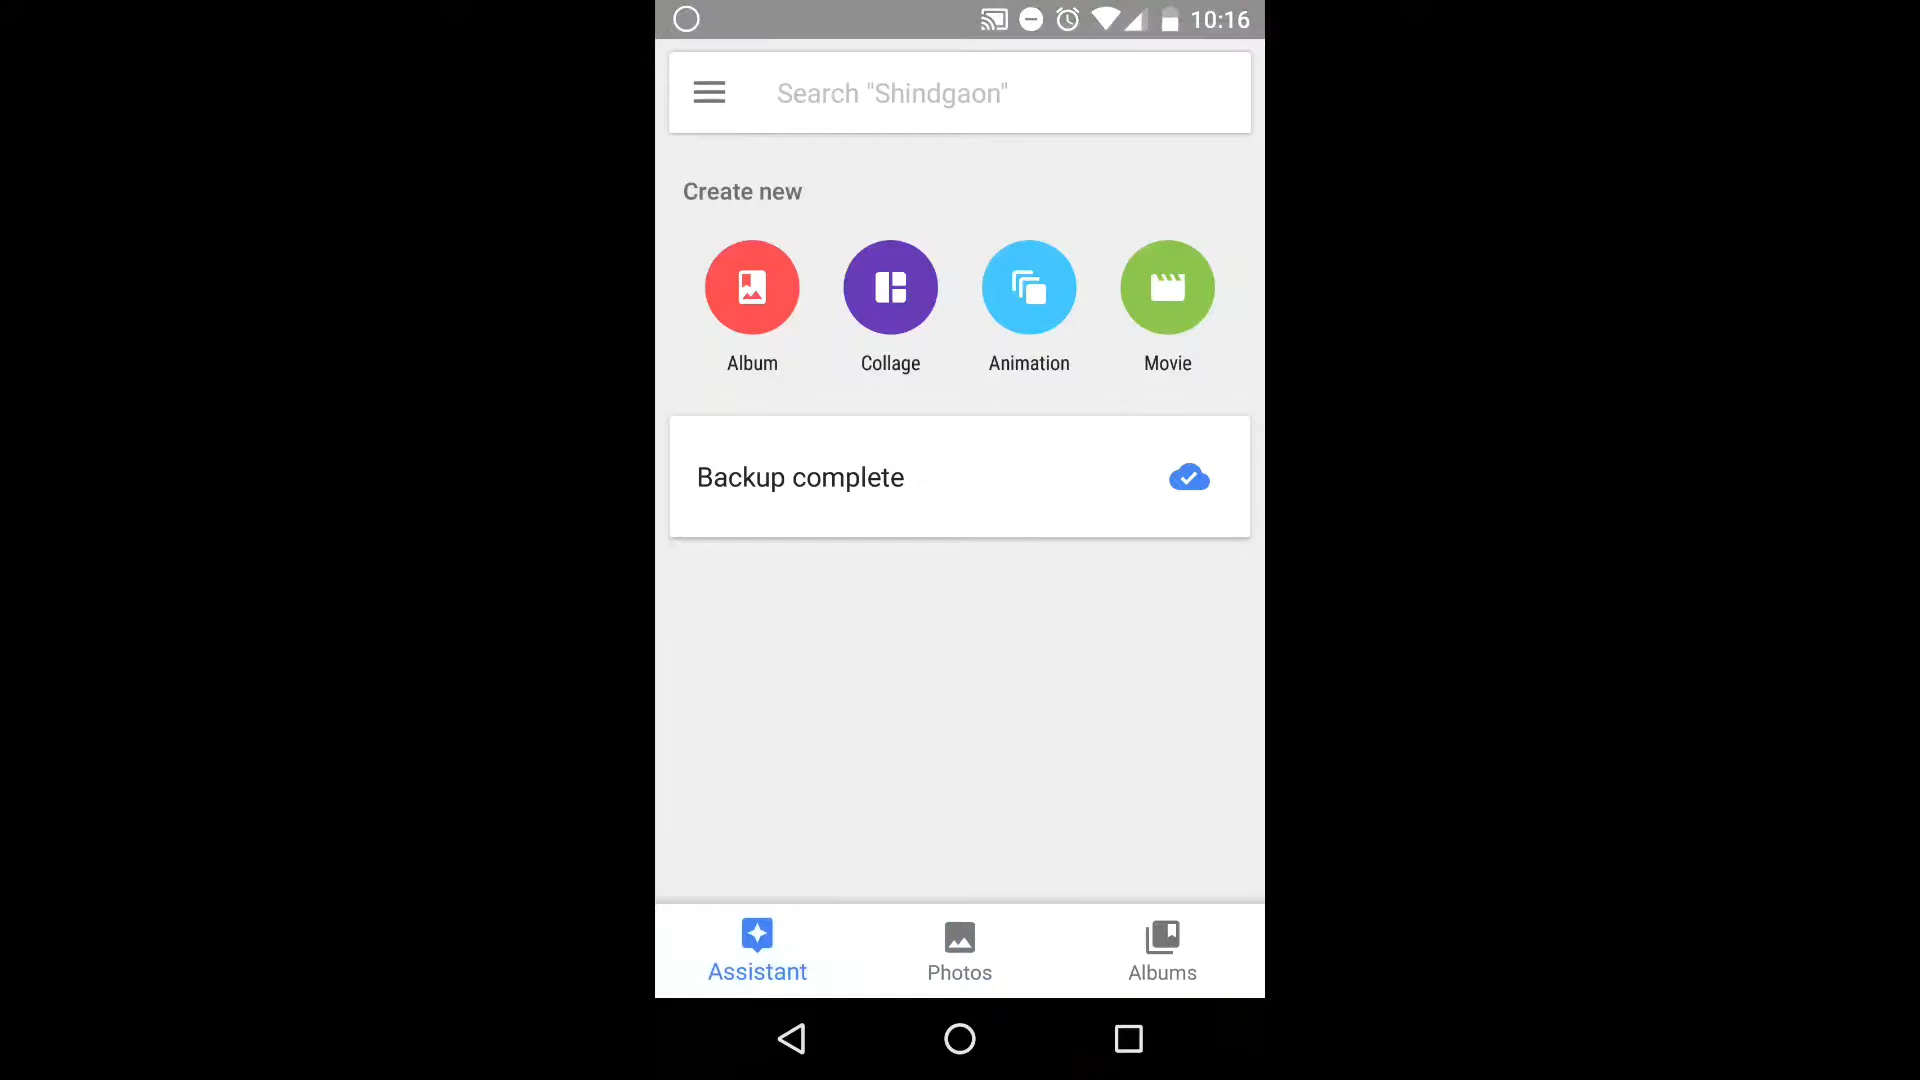 10:16
Search "Shindgaon"
Create new
Album Collage Animation Movie
Backup complete
Assistant Photos Albums